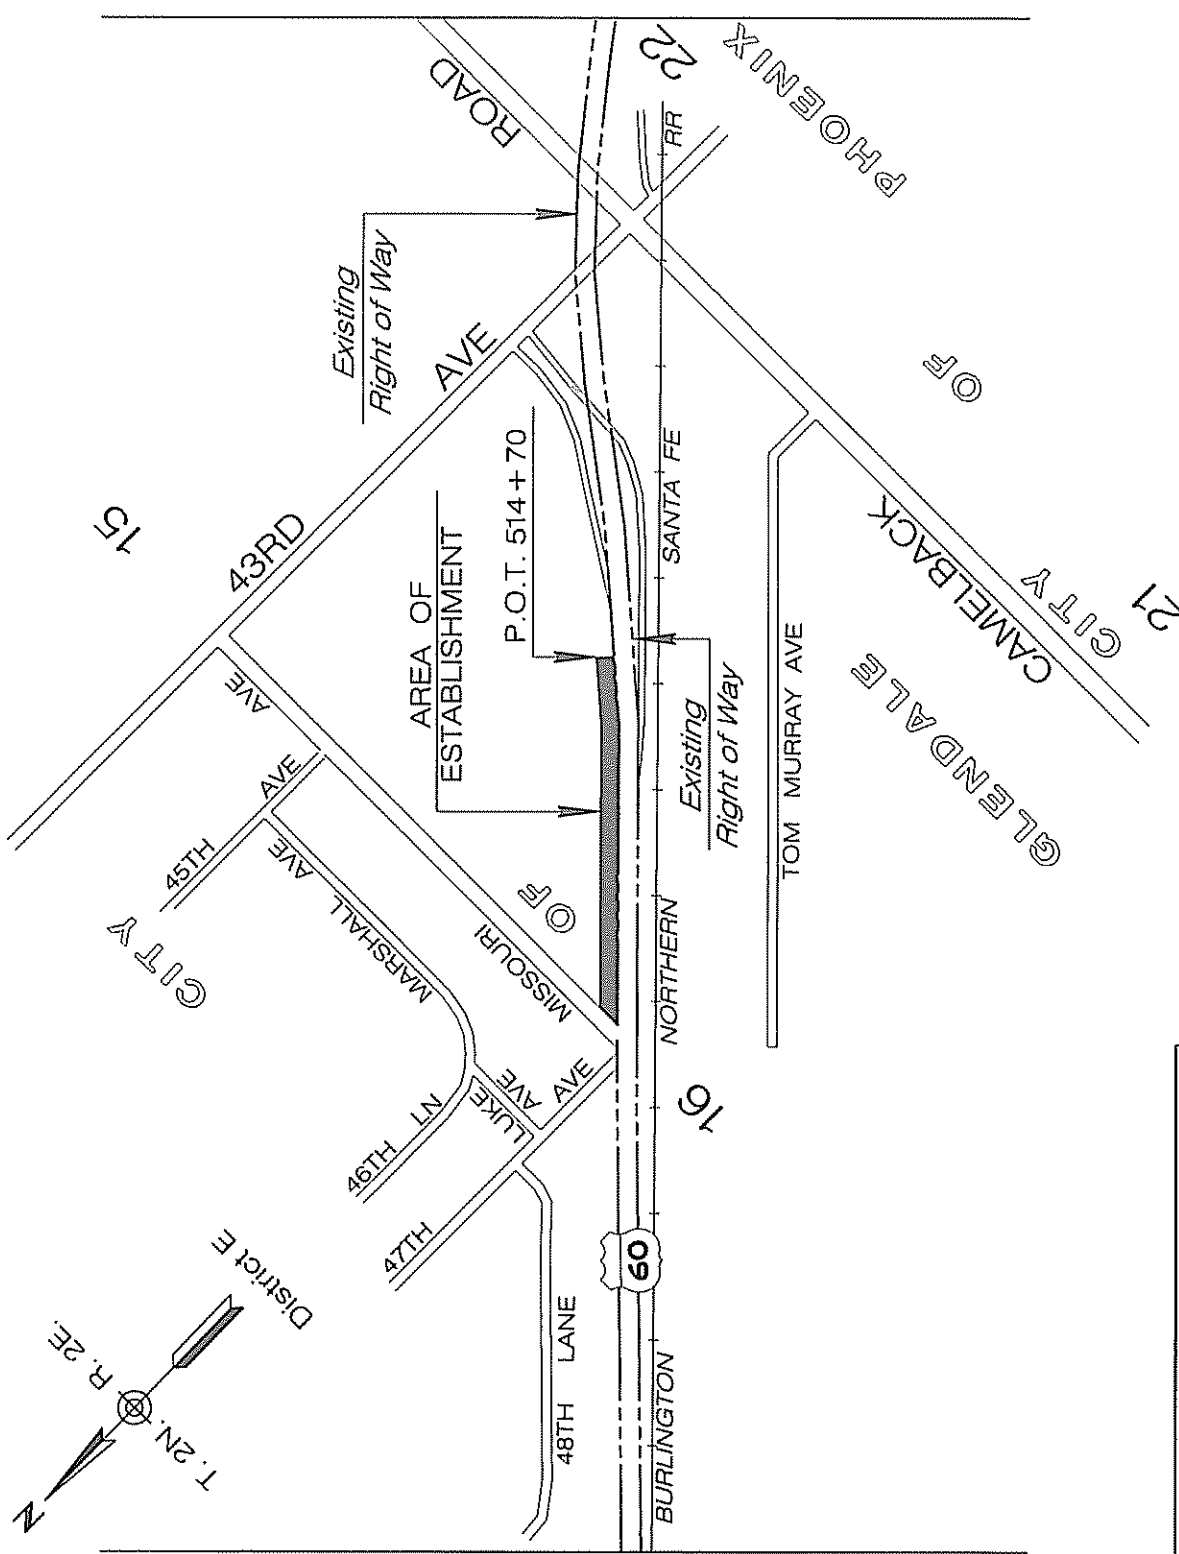 ROAD
22
CITY OF PHOENIX
RR
Existing
Right of Way
AVE
43RD
15
P.O.T. 514+70
AREA OF
ESTABLISHMENT
SANTA FE
CAMELBACK
21
CITY OF GLENDALE
TOM MURRAY AVE
Existing
Right of Way
AVE
MISSOURI
45TH AVE
MARSHALL AVE
NORTHERN
16
LUKE AVE
46TH LN
47TH AVE
48TH LANE
60
BURLINGTON
District E
R. 2E.
T. 2N.
N